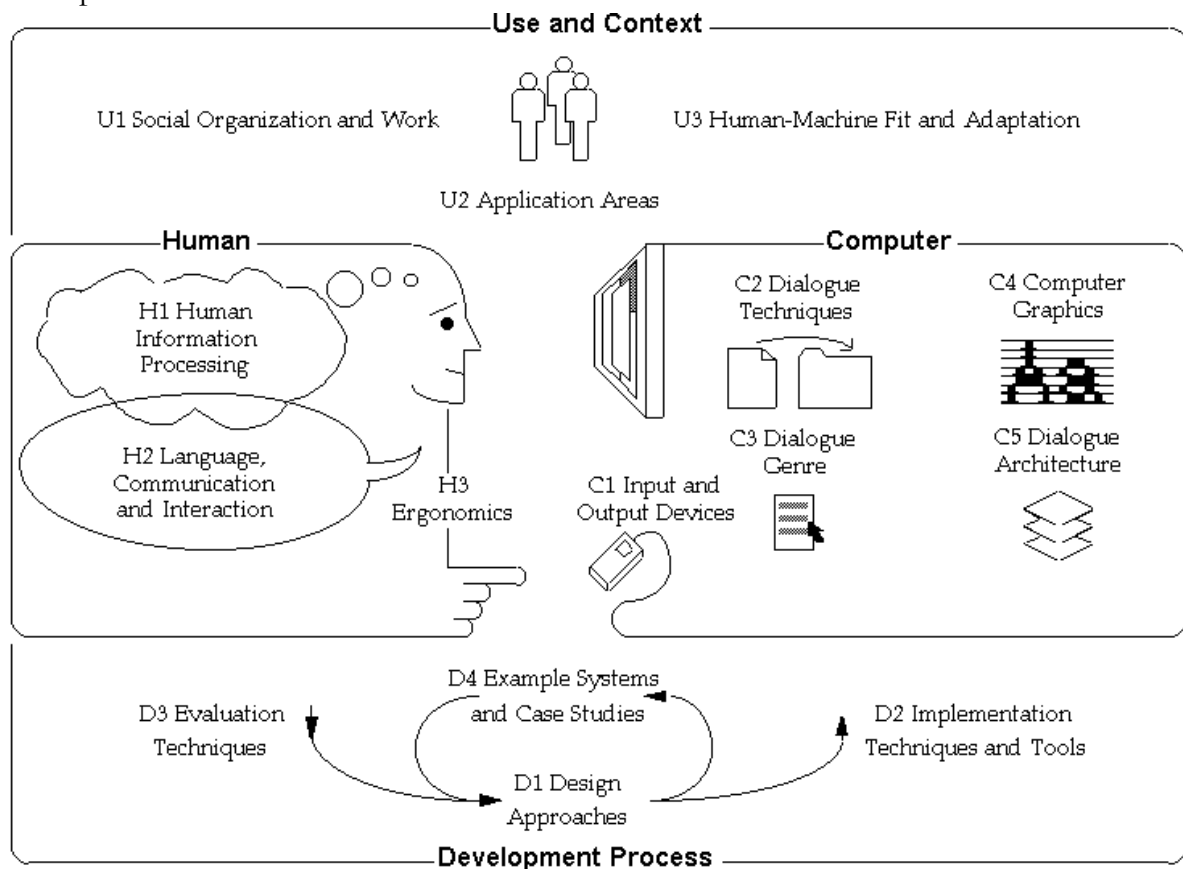 Use and Context
U1 Social Organization and Work
U3 Human-Machine Fit and Adaptation
U2 Application Areas
Human
H1 Human
Information
Processing
H2 Language,
Communication
and Interaction
H3
Ergonomics
Computer
C1 Input and
Output Devices
C2 Dialogue
Techniques
C3 Dialogue
Genre
C4 Computer
Graphics
C5 Dialogue
Architecture
D3 Evaluation
Techniques
D4 Example Systems
and Case Studies
D1 Design
Approaches
D2 Implementation
Techniques and Tools
Development Process